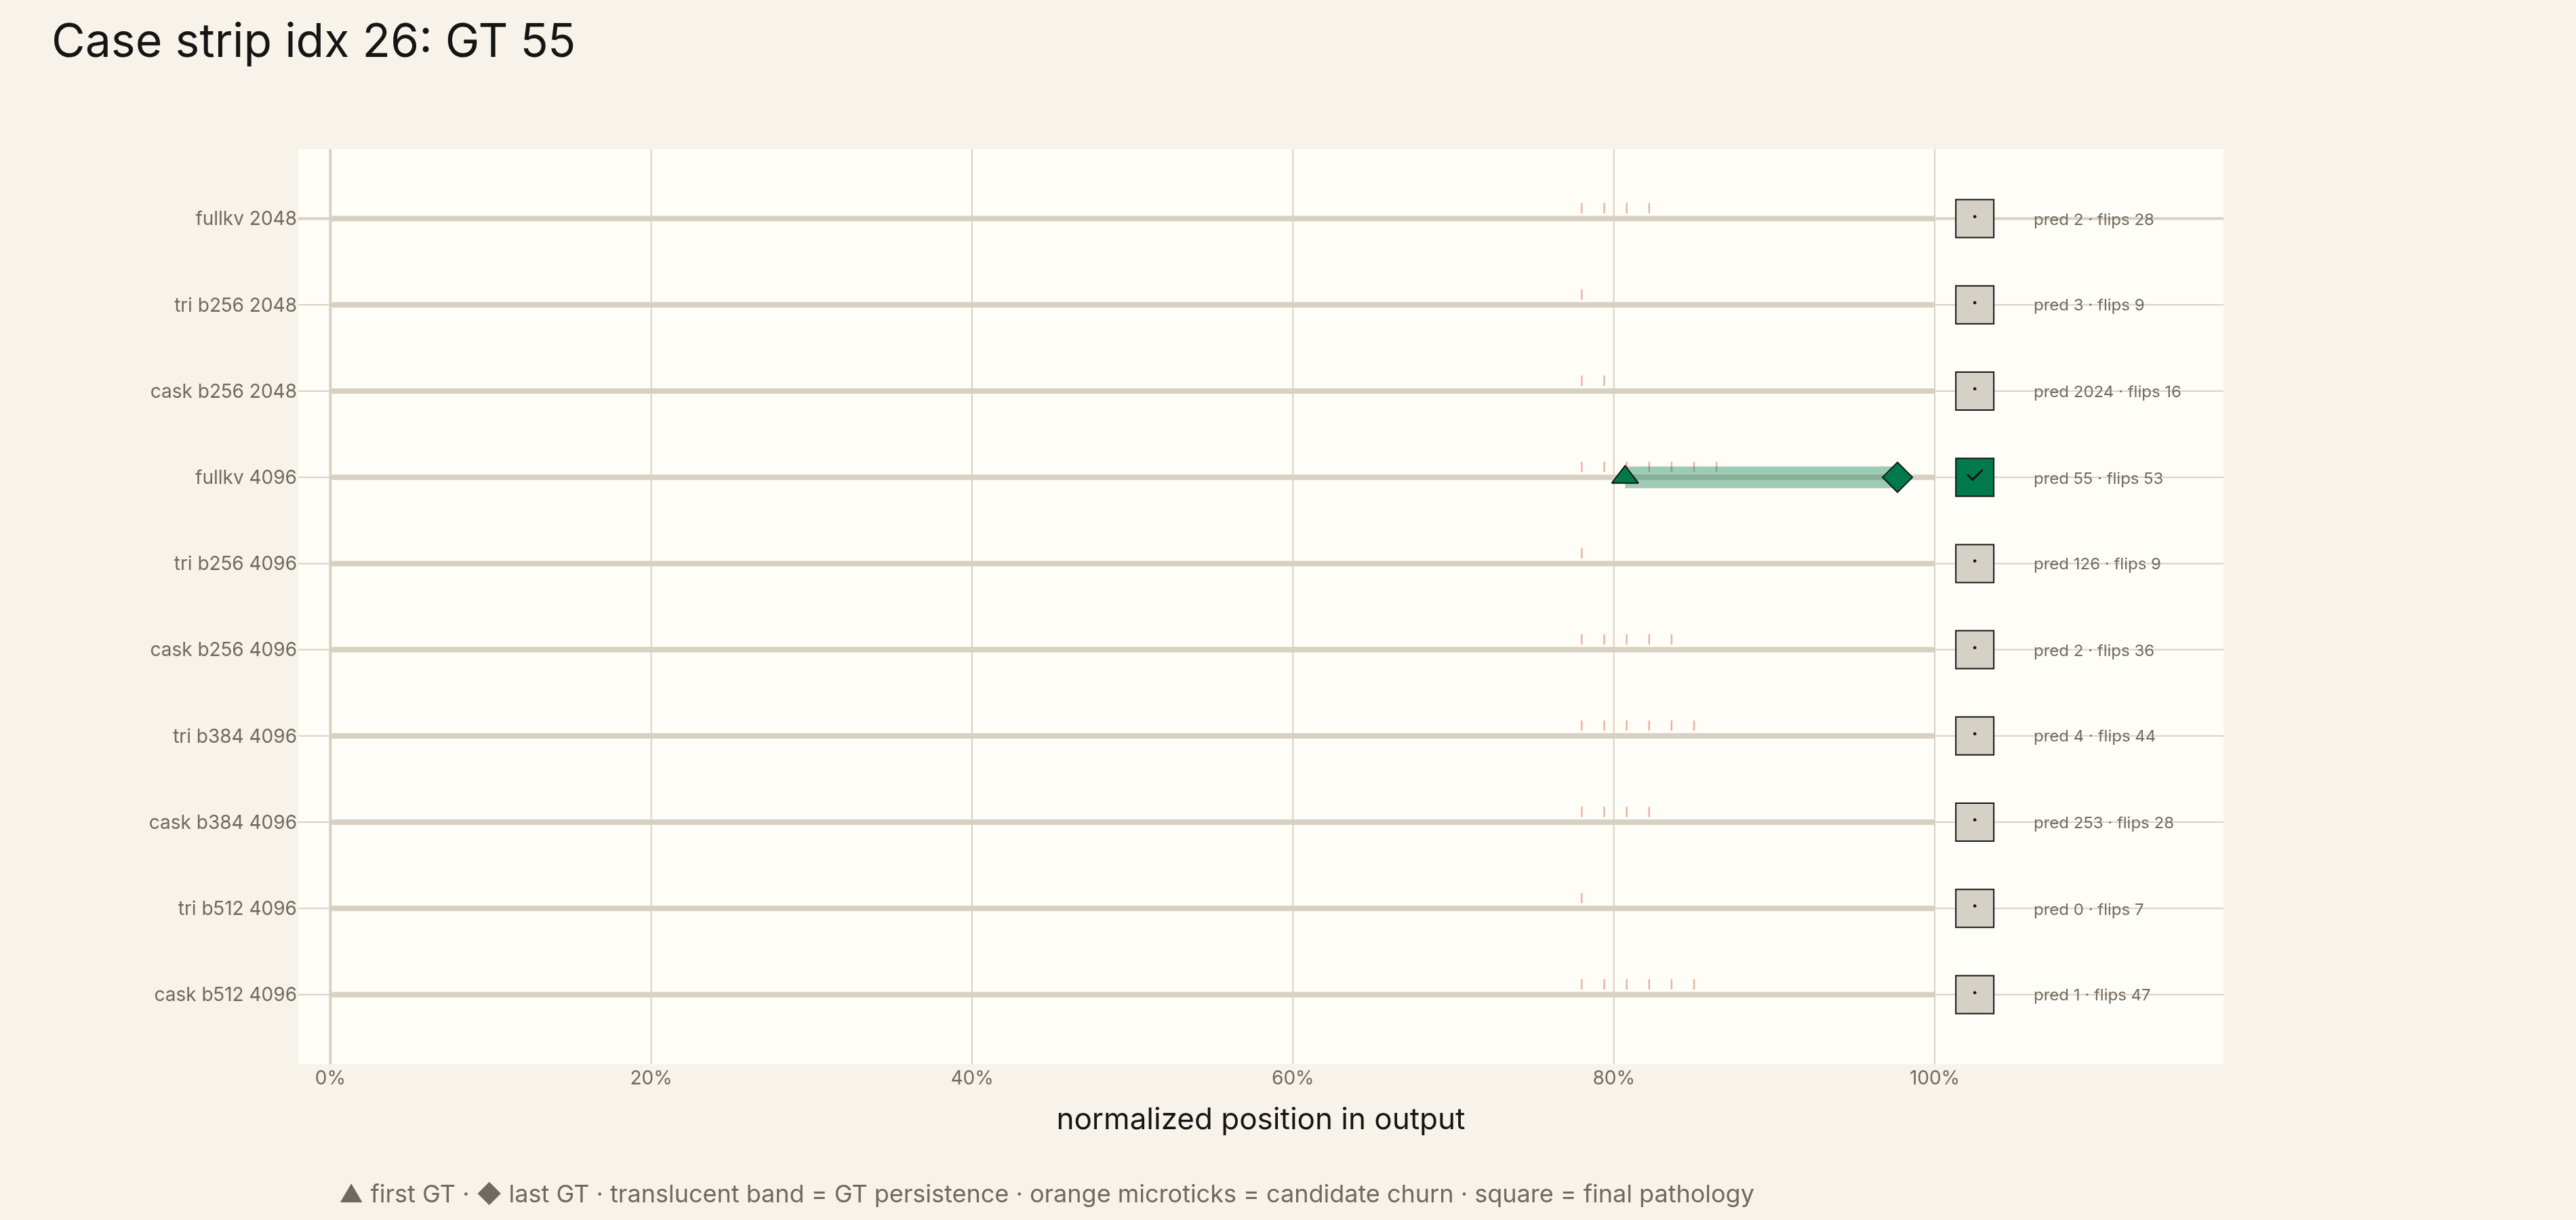 Case strip idx 26: GT 55
fullkv 2048
pred 2 · flips 28
tri b256 2048
pred 3 · flips 9
cask b256 2048
pred 2024 · flips 16
fullkv 4096
pred 55 · flips 53
tri b256 4096
pred 126 · flips 9
cask b256 4096
pred 2 · flips 36
tri b384 4096
pred 4 · flips 44
cask b384 4096
pred 253 · flips 28
tri b512 4096
pred 0 · flips 7
cask b512 4096
pred 1 · flips 47
0% 20% 40% 60% 80% 100%
normalized position in output
▲ first GT · ◆ last GT · translucent band = GT persistence · orange microticks = candidate churn · square = final pathology